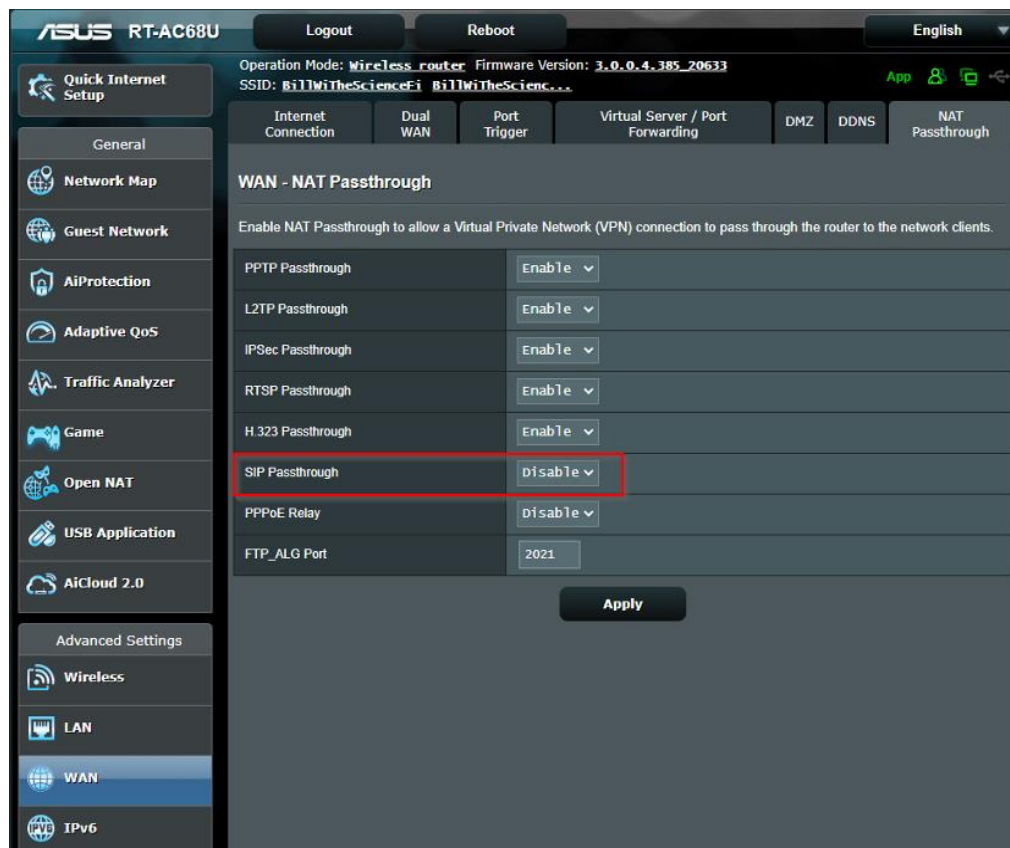 ASUS RT-AC68U Logout Reboot English
Quick Internet Setup
Operation Mode: Wireless router Firmware Version: 3.0.0.4.385_20633
SSID: BillWiTheScienceFi BillWiTheScienc...
App
Internet Connection
Dual WAN
Port Trigger
Virtual Server / Port Forwarding
DMZ
DDNS
NAT Passthrough
General
Network Map
Guest Network
AiProtection
Adaptive QoS
Traffic Analyzer
Game
Open NAT
USB Application
AiCloud 2.0
Advanced Settings
Wireless
LAN
WAN
IPv6
WAN - NAT Passthrough
Enable NAT Passthrough to allow a Virtual Private Network (VPN) connection to pass through the router to the network clients.
PPTP Passthrough Enable
L2TP Passthrough Enable
IPSec Passthrough Enable
RTSP Passthrough Enable
H.323 Passthrough Enable
SIP Passthrough Disable
PPPoE Relay Disable
FTP_ALG Port 2021
Apply